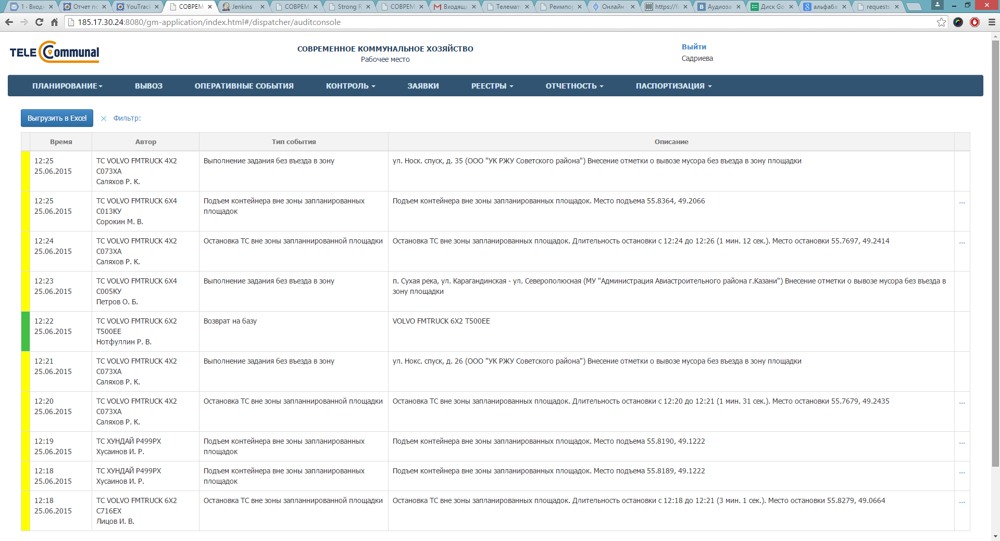 1 - Входя
Отчет по
YouTrack
СОВРЕМ
Jenkins
СОВРЕМ
Strong R
СОВРЕМ
Входящи
Телемат
Реимпор
Онлайн
https://fa
Аудиоза
Диск Go
альфаба
requests
185.17.30.24:8080/gm-application/index.html#/dispatcher/auditconsole
TELE Communal
СОВРЕМЕННОЕ КОММУНАЛЬНОЕ ХОЗЯЙСТВО
Рабочее место
Выйти
Садриева
ПЛАНИРОВАНИЕ ВЫВОЗ ОПЕРАТИВНЫЕ СОБЫТИЯ КОНТРОЛЬ ЗАЯВКИ РЕЕСТРЫ ОТЧЕТНОСТЬ ПАСПОРТИЗАЦИЯ
Выгрузить в Excel Фильтр:
Время Автор Тип события Описание
12:25
25.06.2015
ТС VOLVO FMTRUCK 4X2
С073ХА
Саляхов Р. К.
Выполнение задания без въезда в зону
ул. Носк. спуск, д. 35 (ООО "УК РЖУ Советского района") Внесение отметки о вывозе мусора без въезда в зону площадки
12:25
25.06.2015
ТС VOLVO FMTRUCK 6X4
С013КУ
Сорокин М. В.
Подъем контейнера вне зоны запланированных
площадок
Подъем контейнера вне зоны запланированных площадок. Место подъема 55.8364, 49.2066
...
12:24
25.06.2015
ТС VOLVO FMTRUCK 4X2
С073ХА
Саляхов Р. К.
Остановка ТС вне зоны запланнированной площадки
Остановка ТС вне зоны запланированных площадок. Длительность остановки с 12:24 до 12:26 (1 мин. 12 сек.). Место остановки 55.7697, 49.2414
...
12:23
25.06.2015
ТС VOLVO FMTRUCK 6X4
С005КУ
Петров О. Б.
Выполнение задания без въезда в зону
п. Сухая река, ул. Карагандинская - ул. Северополюсная (МУ "Администрация Авиастроительного района г.Казани") Внесение отметки о вывозе мусора без въезда в
зону площадки
12:22
25.06.2015
ТС VOLVO FMTRUCK 6X2
Т500ЕЕ
Нотфуллин Р. В.
Возврат на базу
VOLVO FMTRUCK 6X2 Т500ЕЕ
12:21
25.06.2015
ТС VOLVO FMTRUCK 4X2
С073ХА
Саляхов Р. К.
Выполнение задания без въезда в зону
ул. Нокс. спуск, д. 26 (ООО "УК РЖУ Советского района") Внесение отметки о вывозе мусора без въезда в зону площадки
12:20
25.06.2015
ТС VOLVO FMTRUCK 4X2
С073ХА
Саляхов Р. К.
Остановка ТС вне зоны запланнированной площадки
Остановка ТС вне зоны запланированных площадок. Длительность остановки с 12:20 до 12:21 (1 мин. 31 сек.). Место остановки 55.7679, 49.2435
...
12:19
25.06.2015
ТС ХУНДАЙ Р499РХ
Хусаинов И. Р.
Подъем контейнера вне зоны запланированных
площадок
Подъем контейнера вне зоны запланированных площадок. Место подъема 55.8190, 49.1222
...
12:18
25.06.2015
ТС ХУНДАЙ Р499РХ
Хусаинов И. Р.
Подъем контейнера вне зоны запланированных
площадок
Подъем контейнера вне зоны запланированных площадок. Место подъема 55.8189, 49.1222
...
12:18
25.06.2015
ТС VOLVO FMTRUCK 6X2
С716ЕХ
Лицов И. В.
Остановка ТС вне зоны запланнированной площадки
Остановка ТС вне зоны запланированных площадок. Длительность остановки с 12:18 до 12:21 (3 мин. 1 сек.). Место остановки 55.8279, 49.0664
...